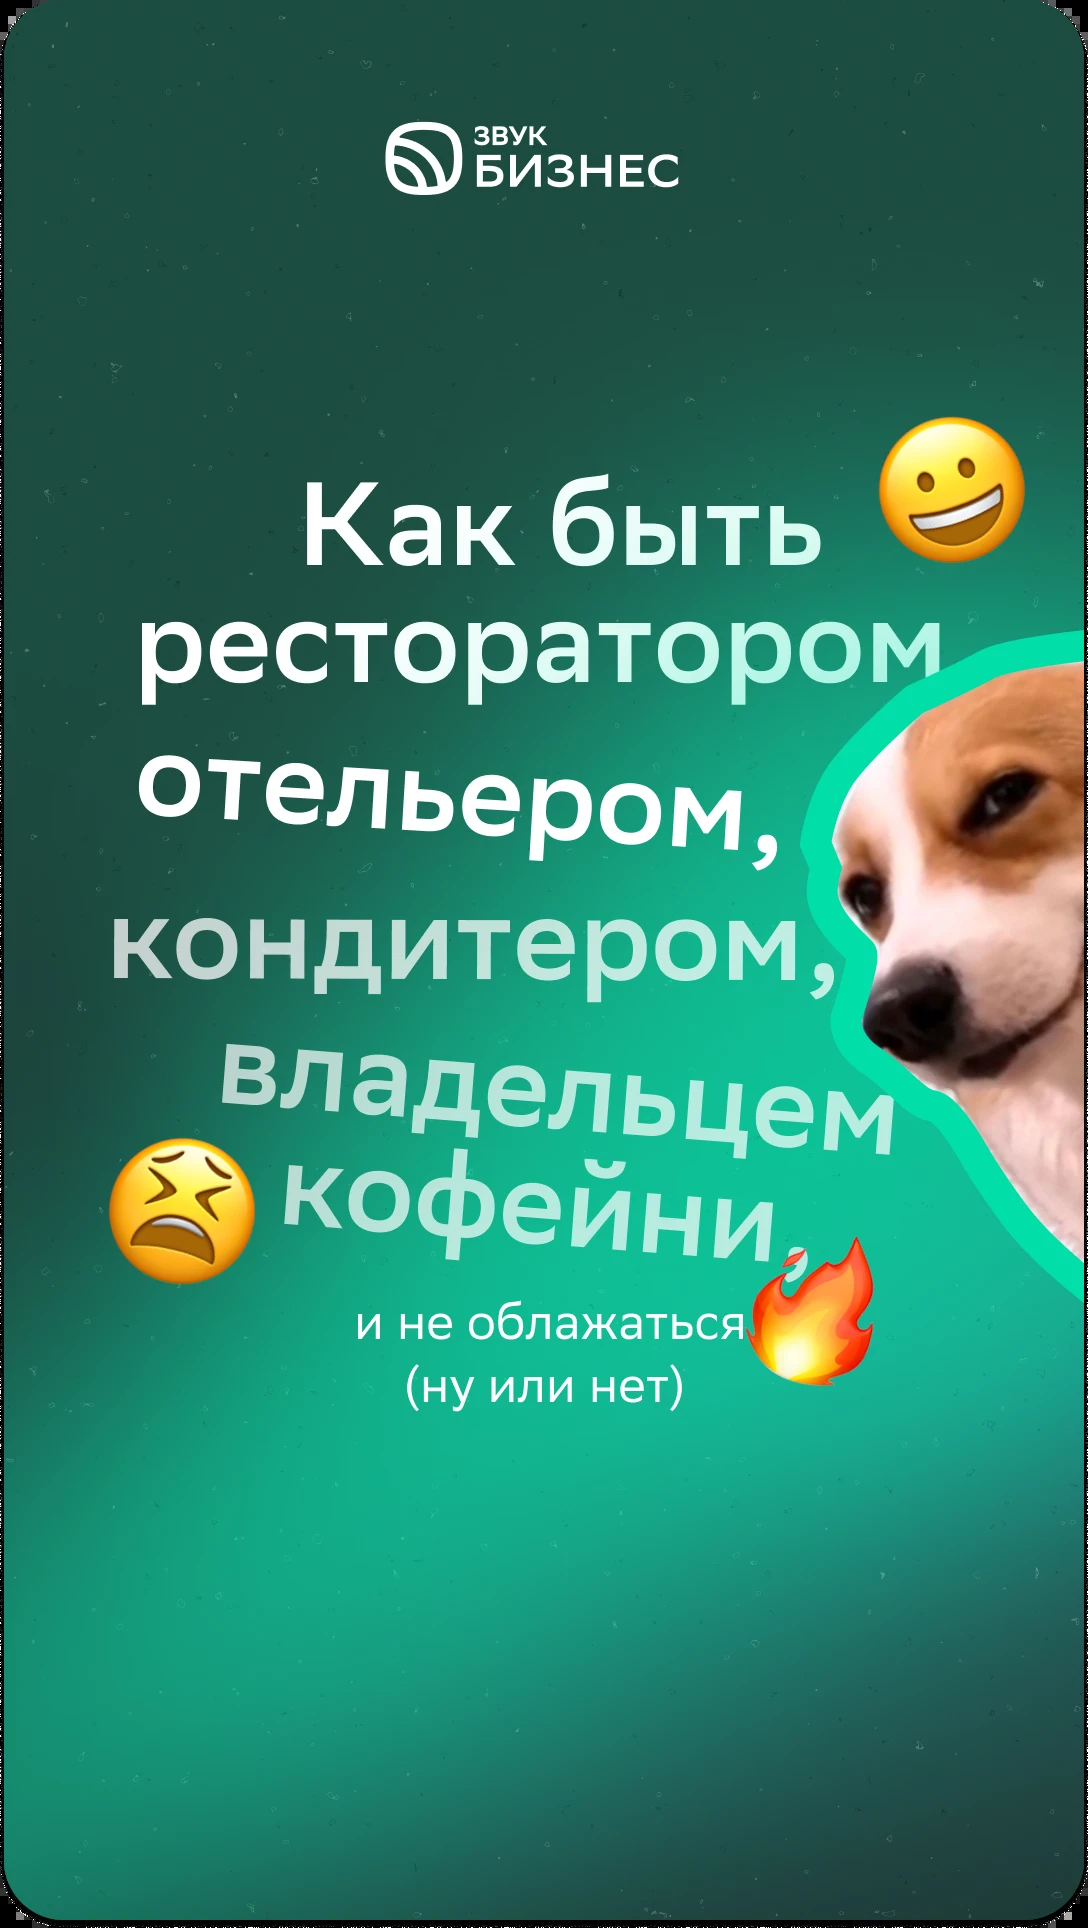 ЗВУК
БИЗНЕС
Как быть
ресторатором
отельером,
кондитером,
владельцем
кофейни,
и не облажаться
(ну или нет)